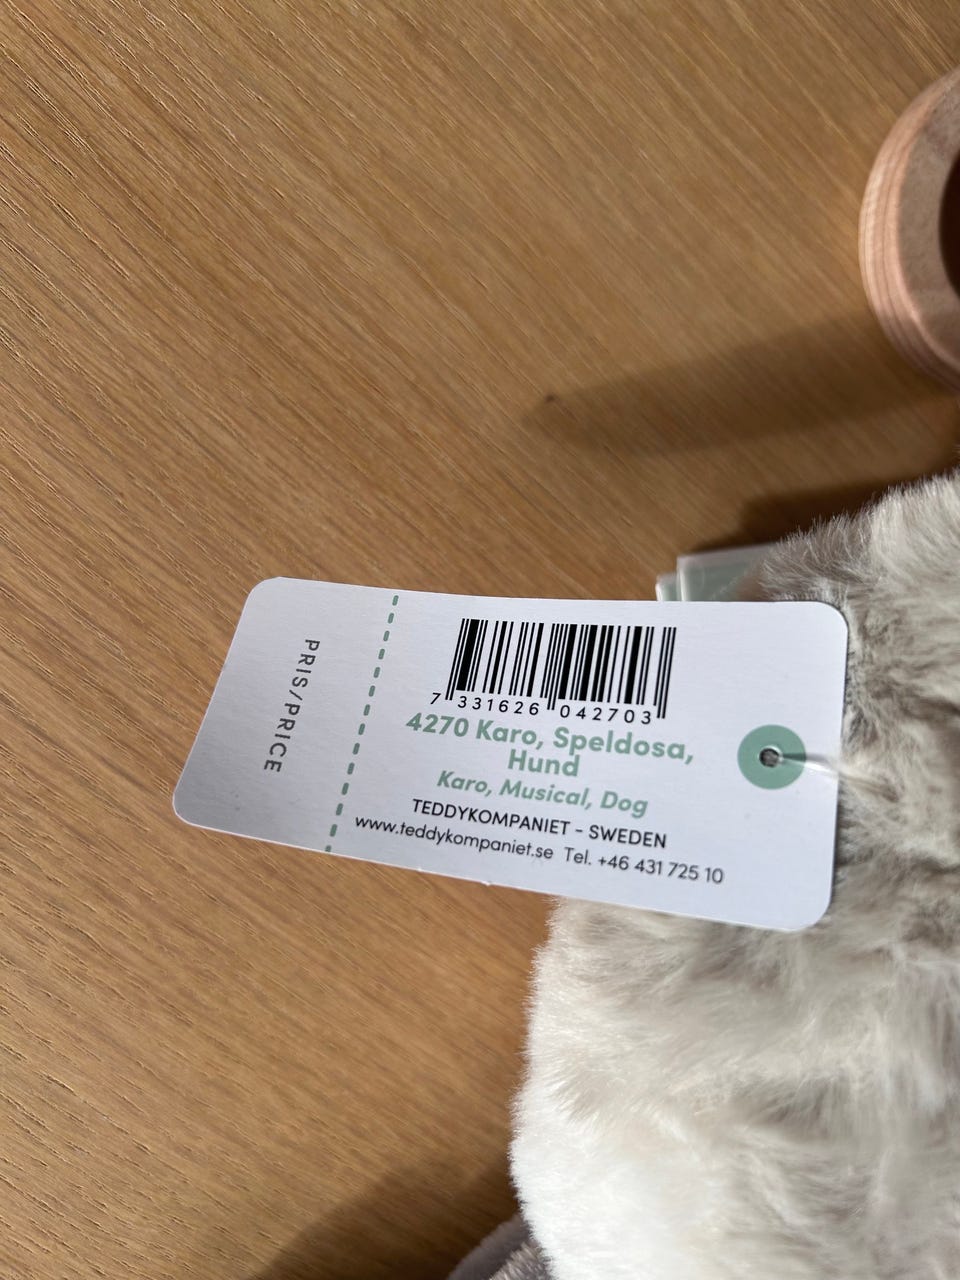 PRIS/PRICE
7 331626 042703
4270 Karo, Speldosa,
Hund
Karo, Musical, Dog
TEDDYKOMPANIET - SWEDEN
www.teddykompaniet.se Tel. +46 431 725 10